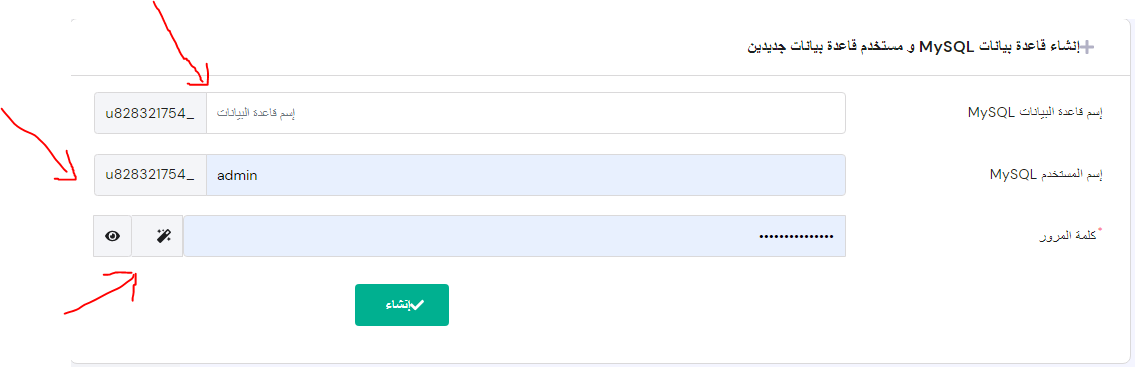 إنشاء قاعدة بيانات MySQL و مستخدم قاعدة بيانات جديدين
إسم قاعدة البيانات MySQL
إسم قاعدة البيانات
u828321754_
إسم المستخدم MySQL
admin
u828321754_
كلمة المرور*
•••••••••••••••
إنشاء